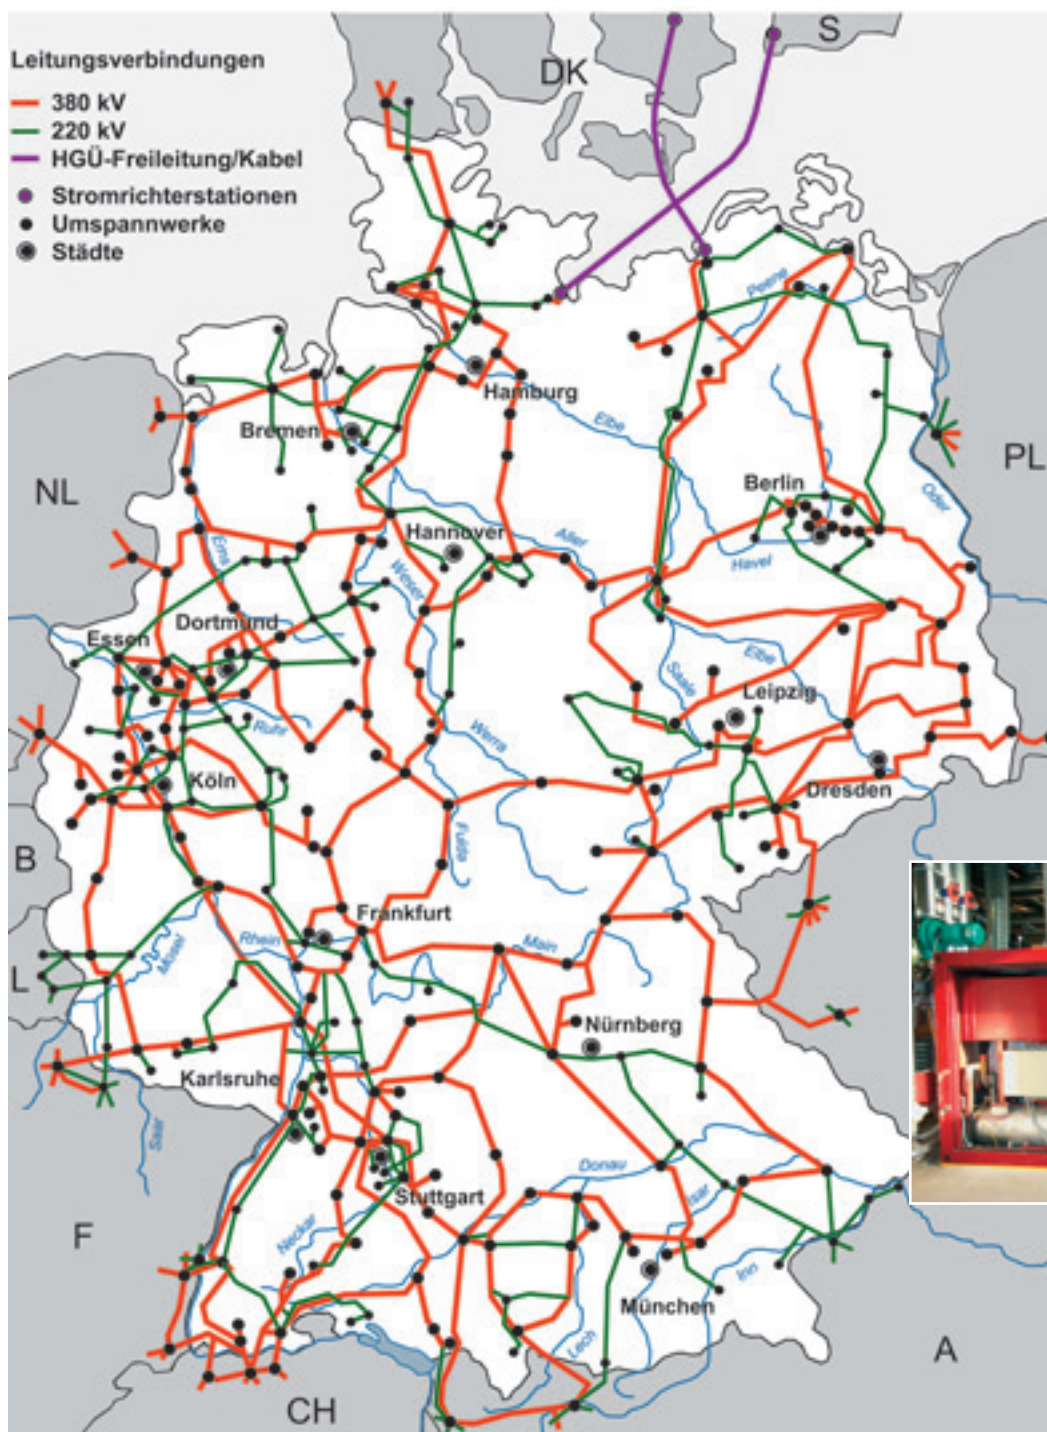 Leitungsverbindungen
380 kV
220 kV
HGÜ-Freileitung/Kabel
Stromrichterstationen
Umspannwerke
Städte
DK
S
Peene
Hamburg
Elbe
Bremen
NL
PL
Berlin
Oder
Hannover
Ems
Weser
Aller
Havel
Dortmund
Essen
Elbe
Saale
Leipzig
Ruhr
Werra
Köln
Dresden
Fulda
B
Frankfurt
Mosel
Rhein
Main
L
Nürnberg
Karlsruhe
Saar
Donau
Isar
Stuttgart
Neckar
F
Inn
München
Lech
A
CH